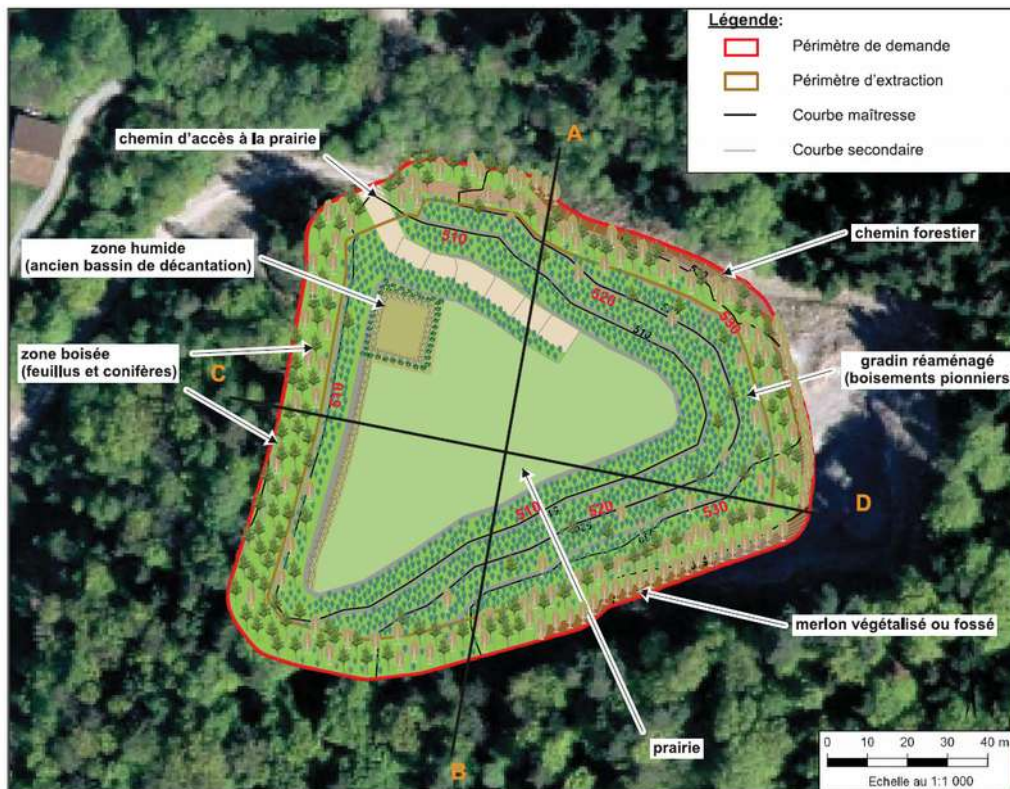 Légende:
Périmètre de demande
Périmètre d'extraction
Courbe maîtresse
Courbe secondaire
A
chemin d'accès à la prairie
zone humide
(ancien bassin de décantation)
chemin forestier
510
520
530
510
zone boisée
(feuillus et conifères)
gradin réaménagé
(boisements pionniers)
C
510
D
510
520
530
merlon végétalisé ou fossé
prairie
B
0 10 20 30 40 m
Echelle au 1:1 000